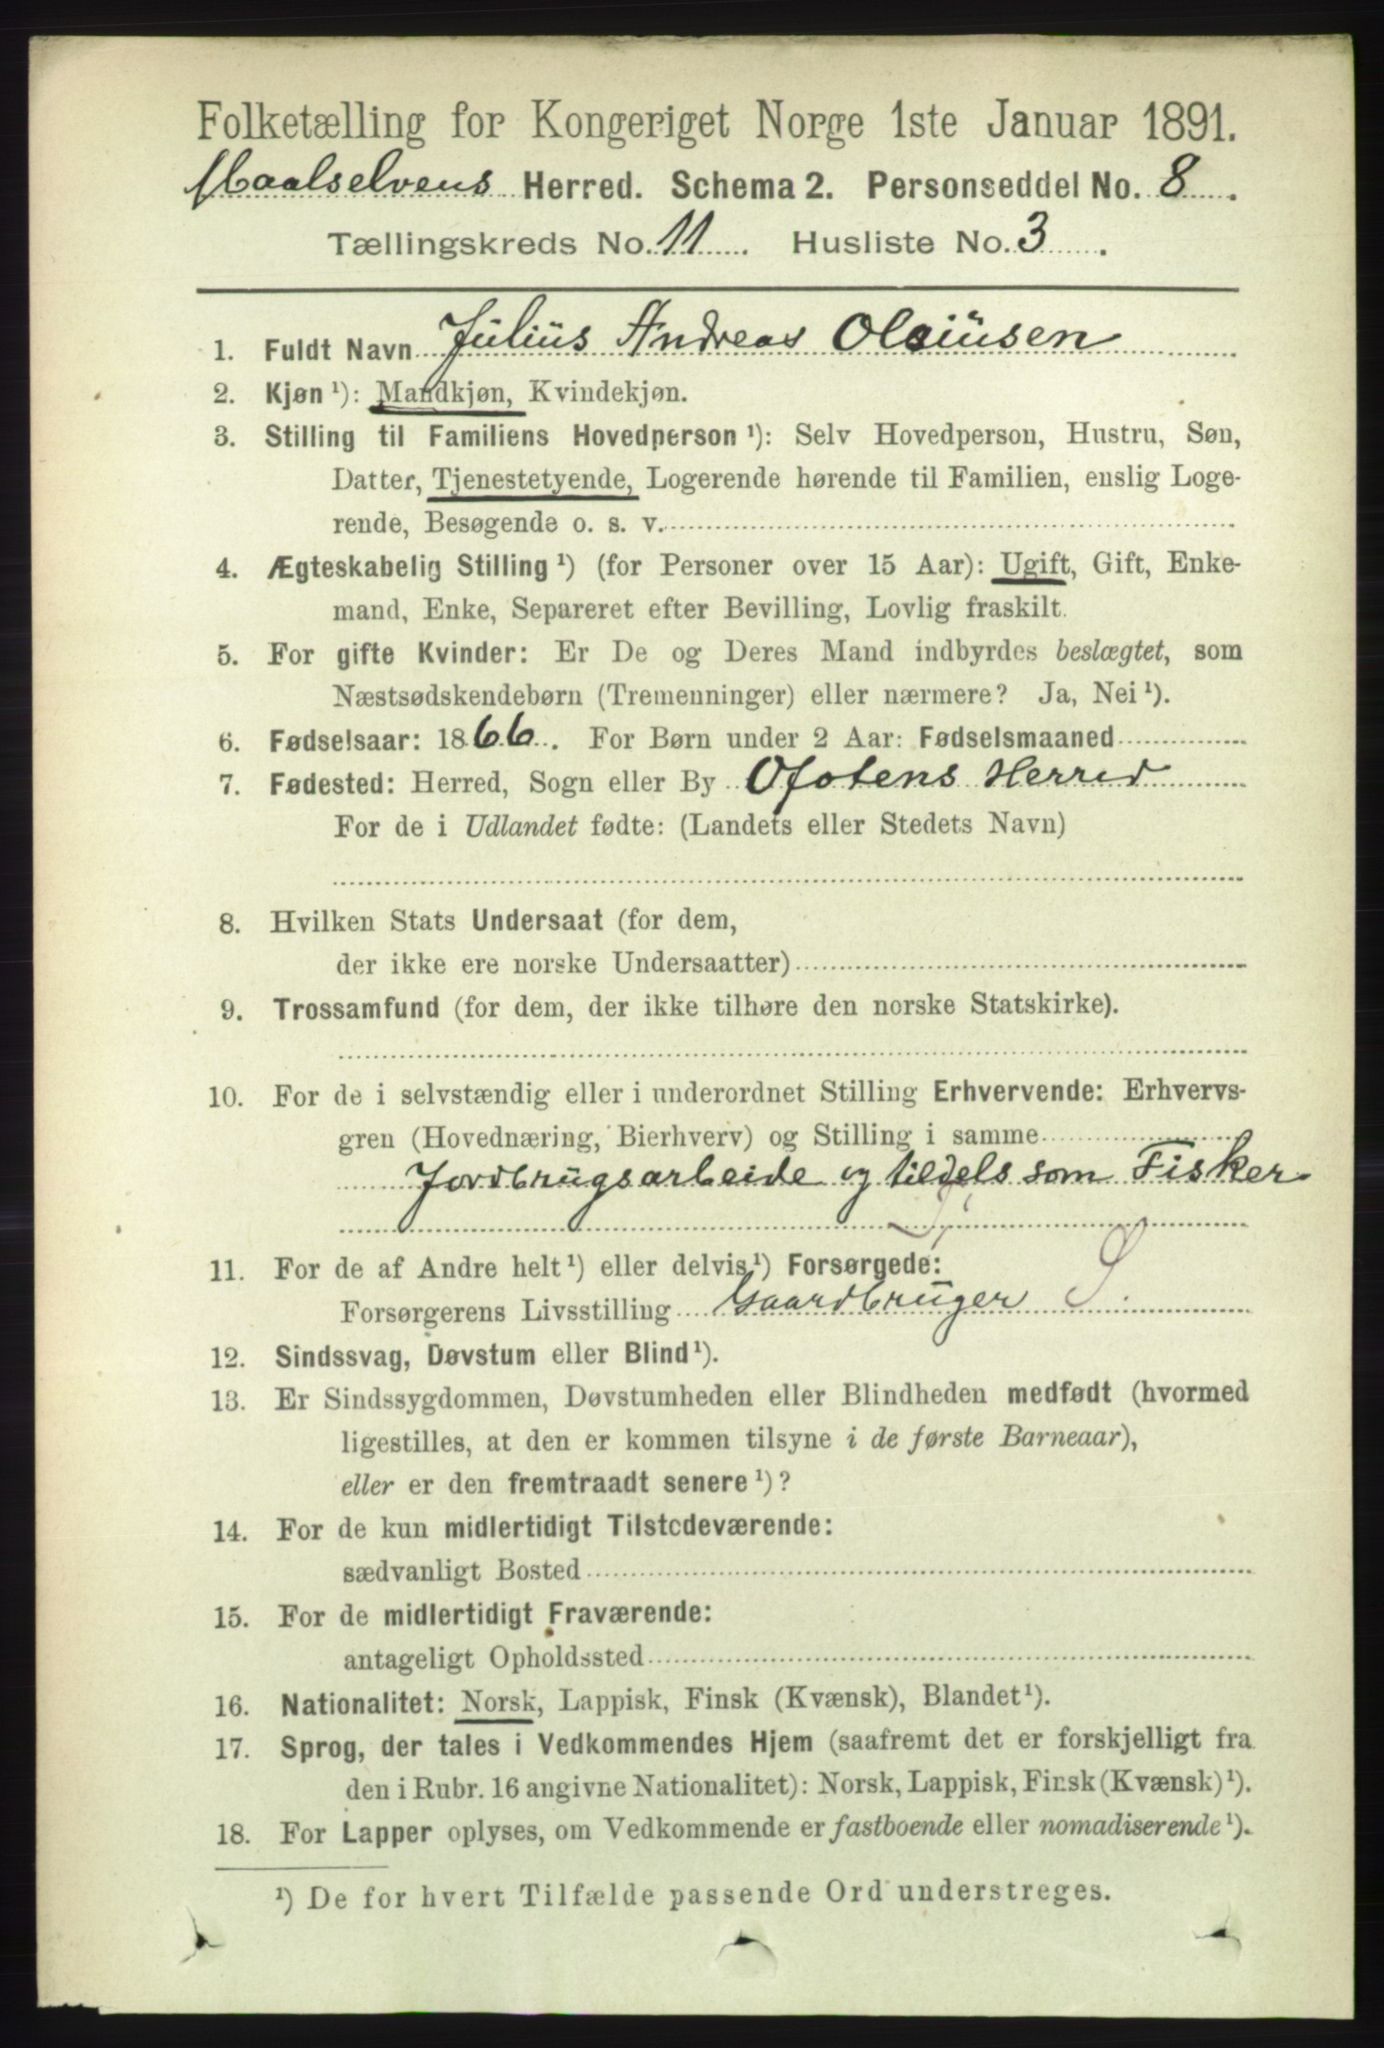 Folketælling for Kongeriget Norge 1ste Januar 1891.
Maalselvens Herred. Schema 2. Personseddel No. 8.
Tællingskreds No. 11. Husliste No. 3.
1. Fuldt Navn Julius Andreas Olaiusen
2. Kjøn ¹): Mandkjøn, Kvindekjøn.
3. Stilling til Familiens Hovedperson ¹): Selv Hovedperson, Hustru, Søn,
Datter, Tjenestetyende, Logerende hørende til Familien, enslig Loge-
rende, Besøgende o. s. v.
4. Ægteskabelig Stilling ¹) (for Personer over 15 Aar): Ugift, Gift, Enke-
mand, Enke, Separeret efter Bevilling, Lovlig fraskilt.
5. For gifte Kvinder: Er De og Deres Mand indbyrdes beslægtet, som
Næstsødskendebørn (Tremenninger) eller nærmere? Ja, Nei ¹).
6. Fødselsaar: 1866. For Børn under 2 Aar: Fødselsmaaned
7. Fødested: Herred, Sogn eller By Ofotens Herred
For de i Udlandet fødte: (Landets eller Stedets Navn)
8. Hvilken Stats Undersaat (for dem,
der ikke ere norske Undersaatter)
9. Trossamfund (for dem, der ikke tilhøre den norske Statskirke).
10. For de i selvstændig eller i underordnet Stilling Erhvervende: Erhvervs-
gren (Hovednæring, Bierhverv) og Stilling i samme
Jordbrugsarbeide og tildels som Fisker
11. For de af Andre helt ¹) eller delvis ¹) Forsørgede:
Forsørgerens Livsstilling Gaardbruger
12. Sindssvag, Døvstum eller Blind ¹).
13. Er Sindssygdommen, Døvstumheden eller Blindheden medfødt (hvormed
ligestilles, at den er kommen tilsyne i de første Barneaar),
eller er den fremtraadt senere ¹)?
14. For de kun midlertidigt Tilstedeværende:
sædvanligt Bosted
15. For de midlertidigt Fraværende:
antageligt Opholdssted
16. Nationalitet: Norsk, Lappisk, Finsk (Kvænsk), Blandet ¹).
17. Sprog, der tales i Vedkommendes Hjem (saafremt det er forskjelligt fra
den i Rubr. 16 angivne Nationalitet): Norsk, Lappisk, Finsk (Kvænsk) ¹).
18. For Lapper oplyses, om Vedkommende er fastboende eller nomadiserende ¹).
¹) De for hvert Tilfælde passende Ord understreges.